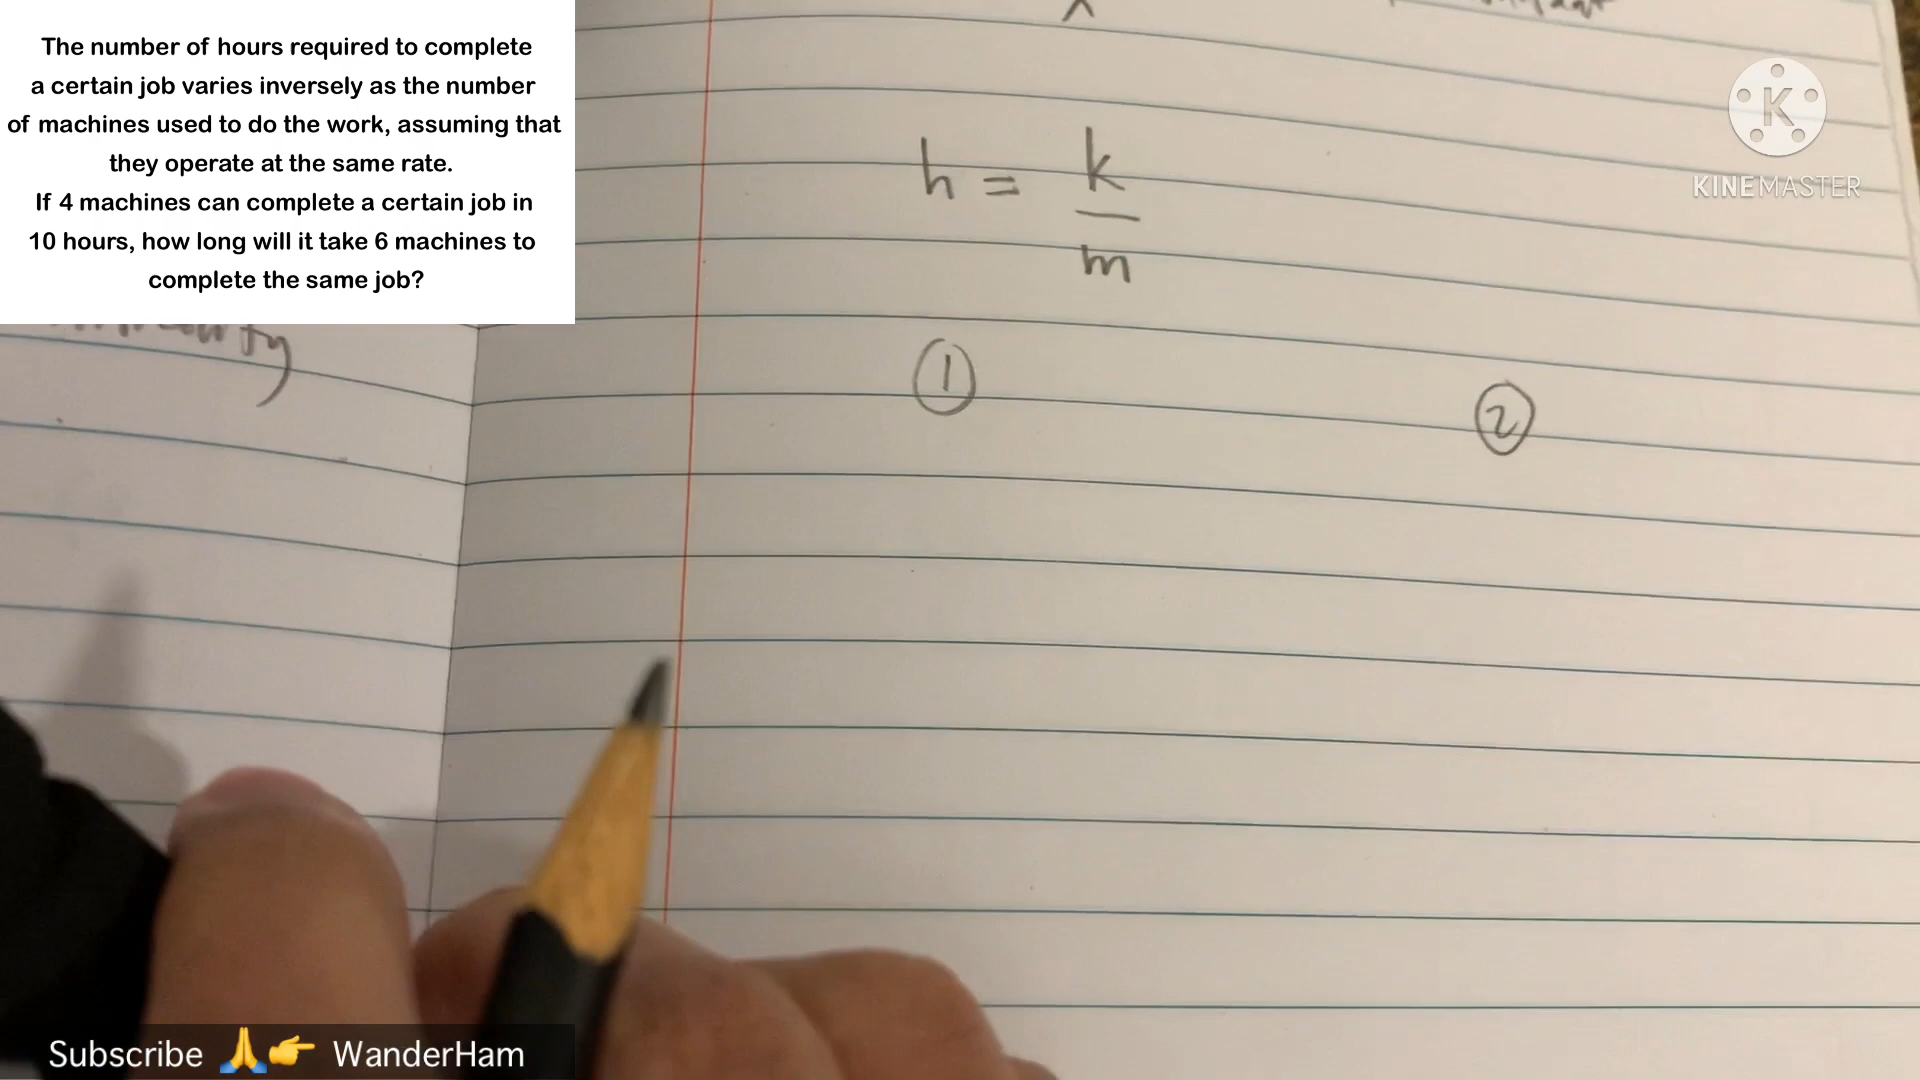 The number of hours required to complete
a certain job varies inversely as the number
of machines used to do the work, assuming that
they operate at the same rate.
If 4 machines can complete a certain job in
10 hours, how long will it take 6 machines to
complete the same job?
KINEMASTER
h = k
m
1
2
Subscribe 🙏👉 WanderHam